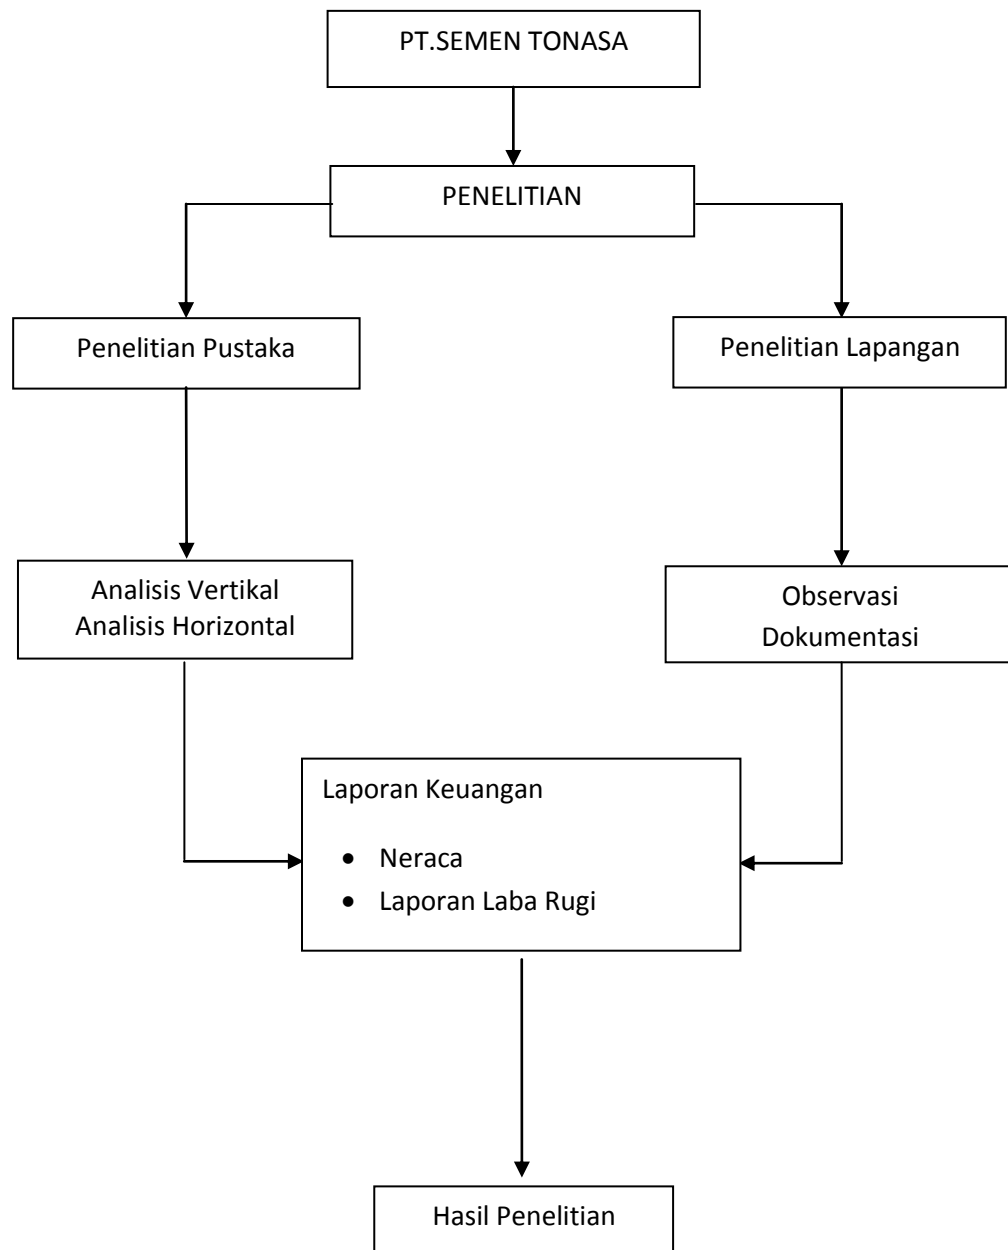 PT.SEMEN TONASA
PENELITIAN
Penelitian Pustaka
Penelitian Lapangan
Analisis Vertikal
Analisis Horizontal
Observasi
Dokumentasi
Laporan Keuangan
• Neraca
• Laporan Laba Rugi
Hasil Penelitian